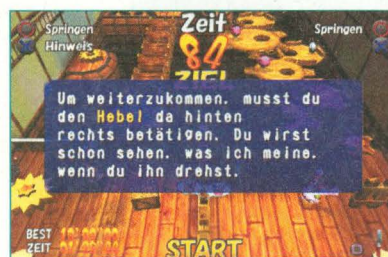 Springen
Hinweis
Zeit
84
ZIEL
Springen
Um weiterzukommen, musst du
den Hebel da hinten
rechts betätigen. Du wirst
schon sehen, was ich meine,
wenn du ihn drehst.
BEST
ZEIT
START